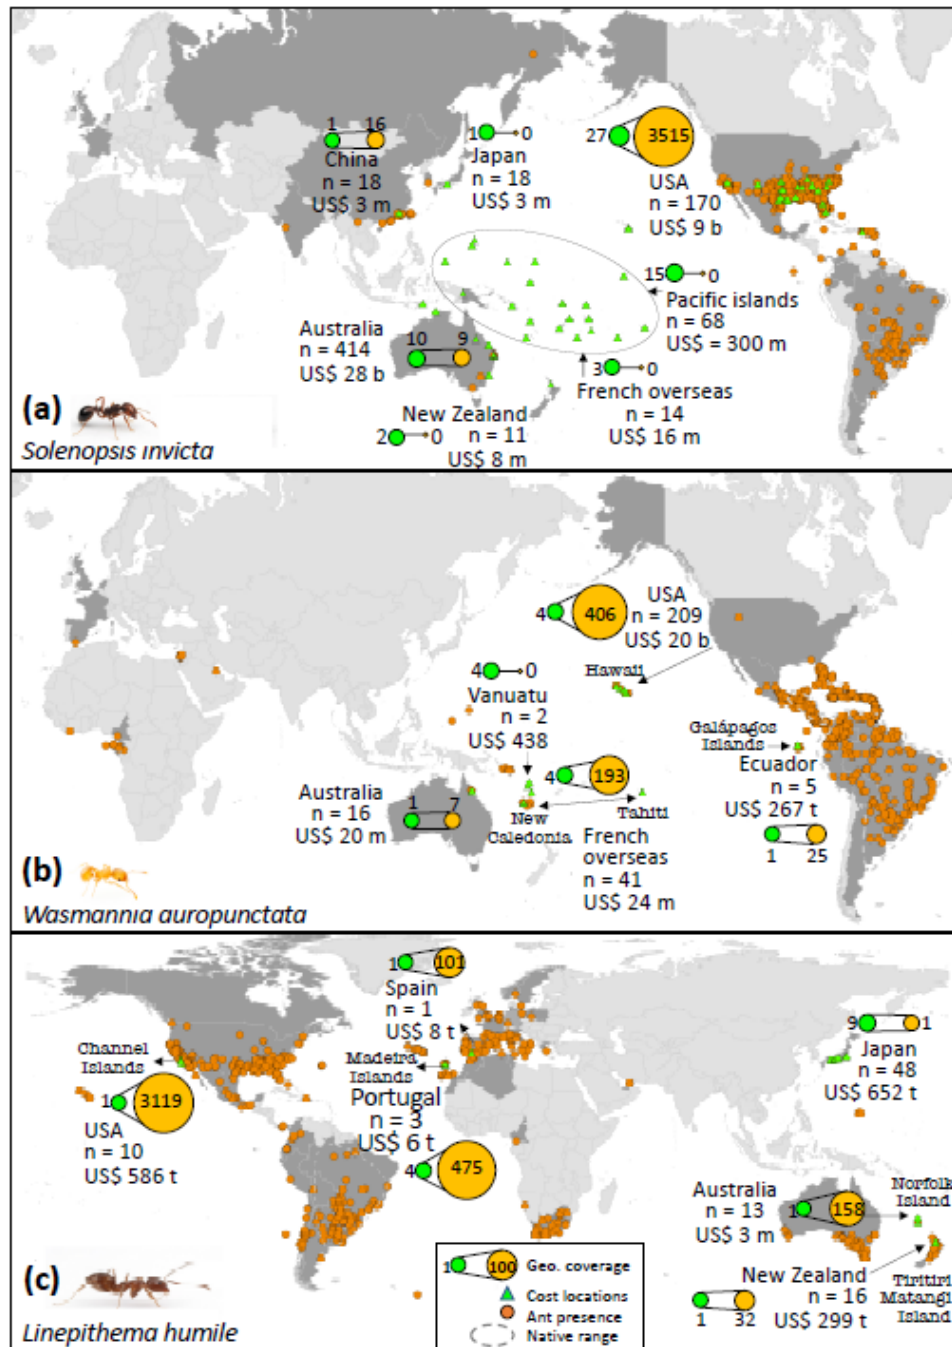 1 16
China
n = 18
US$ 3 m
1 0
Japan
n = 18
US$ 3 m
27 3515
USA
n = 170
US$ 9 b
15 0
Pacific islands
n = 68
US$ = 300 m
Australia
n = 414
US$ 28 b
10 9
3 0
French overseas
n = 14
US$ 16 m
New Zealand
2 0
n = 11
US$ 8 m
(a)
Solenopsis invicta
4 406
USA
n = 209
US$ 20 b
Hawaii
4 0
Vanuatu
n = 2
US$ 438
Galápagos
Islands
Ecuador
n = 5
US$ 267 t
1 25
4 193
Australia
n = 16
US$ 20 m
1 7
New
Caledonia
Tahiti
French
overseas
n = 41
US$ 24 m
(b)
Wasmannia auropunctata
1 101
Spain
n = 1
US$ 8 t
9 1
Japan
n = 48
US$ 652 t
Channel
Islands
1 3119
USA
n = 10
US$ 586 t
Madeira
Islands
Portugal
n = 3
US$ 6 t
4 475
Australia
n = 13
US$ 3 m
1 158
Norfolk
Island
New Zealand
n = 16
US$ 299 t
1 32
Tiritiri
Matangi
Island
(c)
Linepithema humile
1 100 Geo. coverage
Cost locations
Ant presence
Native range